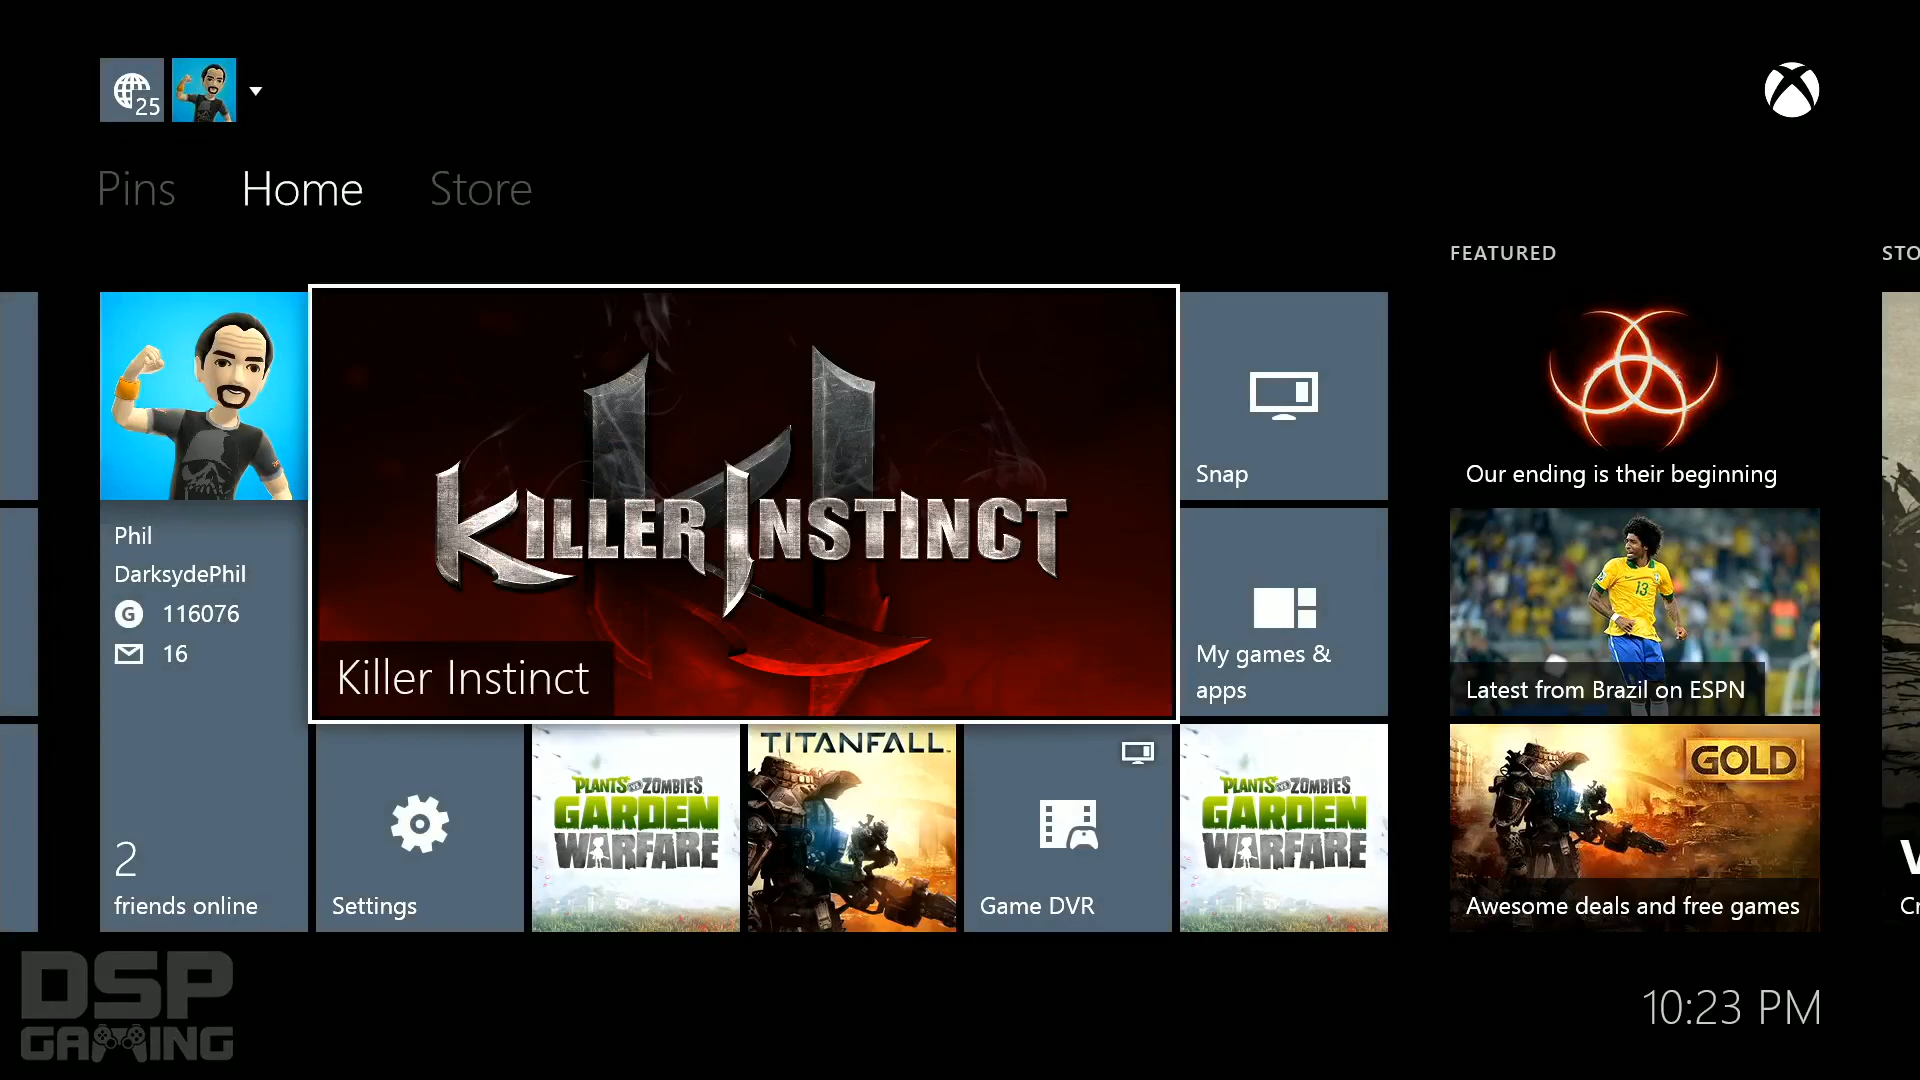 25
Pins Home Store
FEATURED
STO
KILLER INSTINCT
Killer Instinct
Phil
DarksydePhil
G 116076
16
2
friends online
Snap
My games &
apps
Our ending is their beginning
13
Latest from Brazil on ESPN
Settings
PLANTS VS ZOMBIES
GARDEN
WARFARE
TITANFALL
Game DVR
PLANTS VS ZOMBIES
GARDEN
WARFARE
GOLD
Awesome deals and free games
Cr
DSP
GAMING
10:23 PM